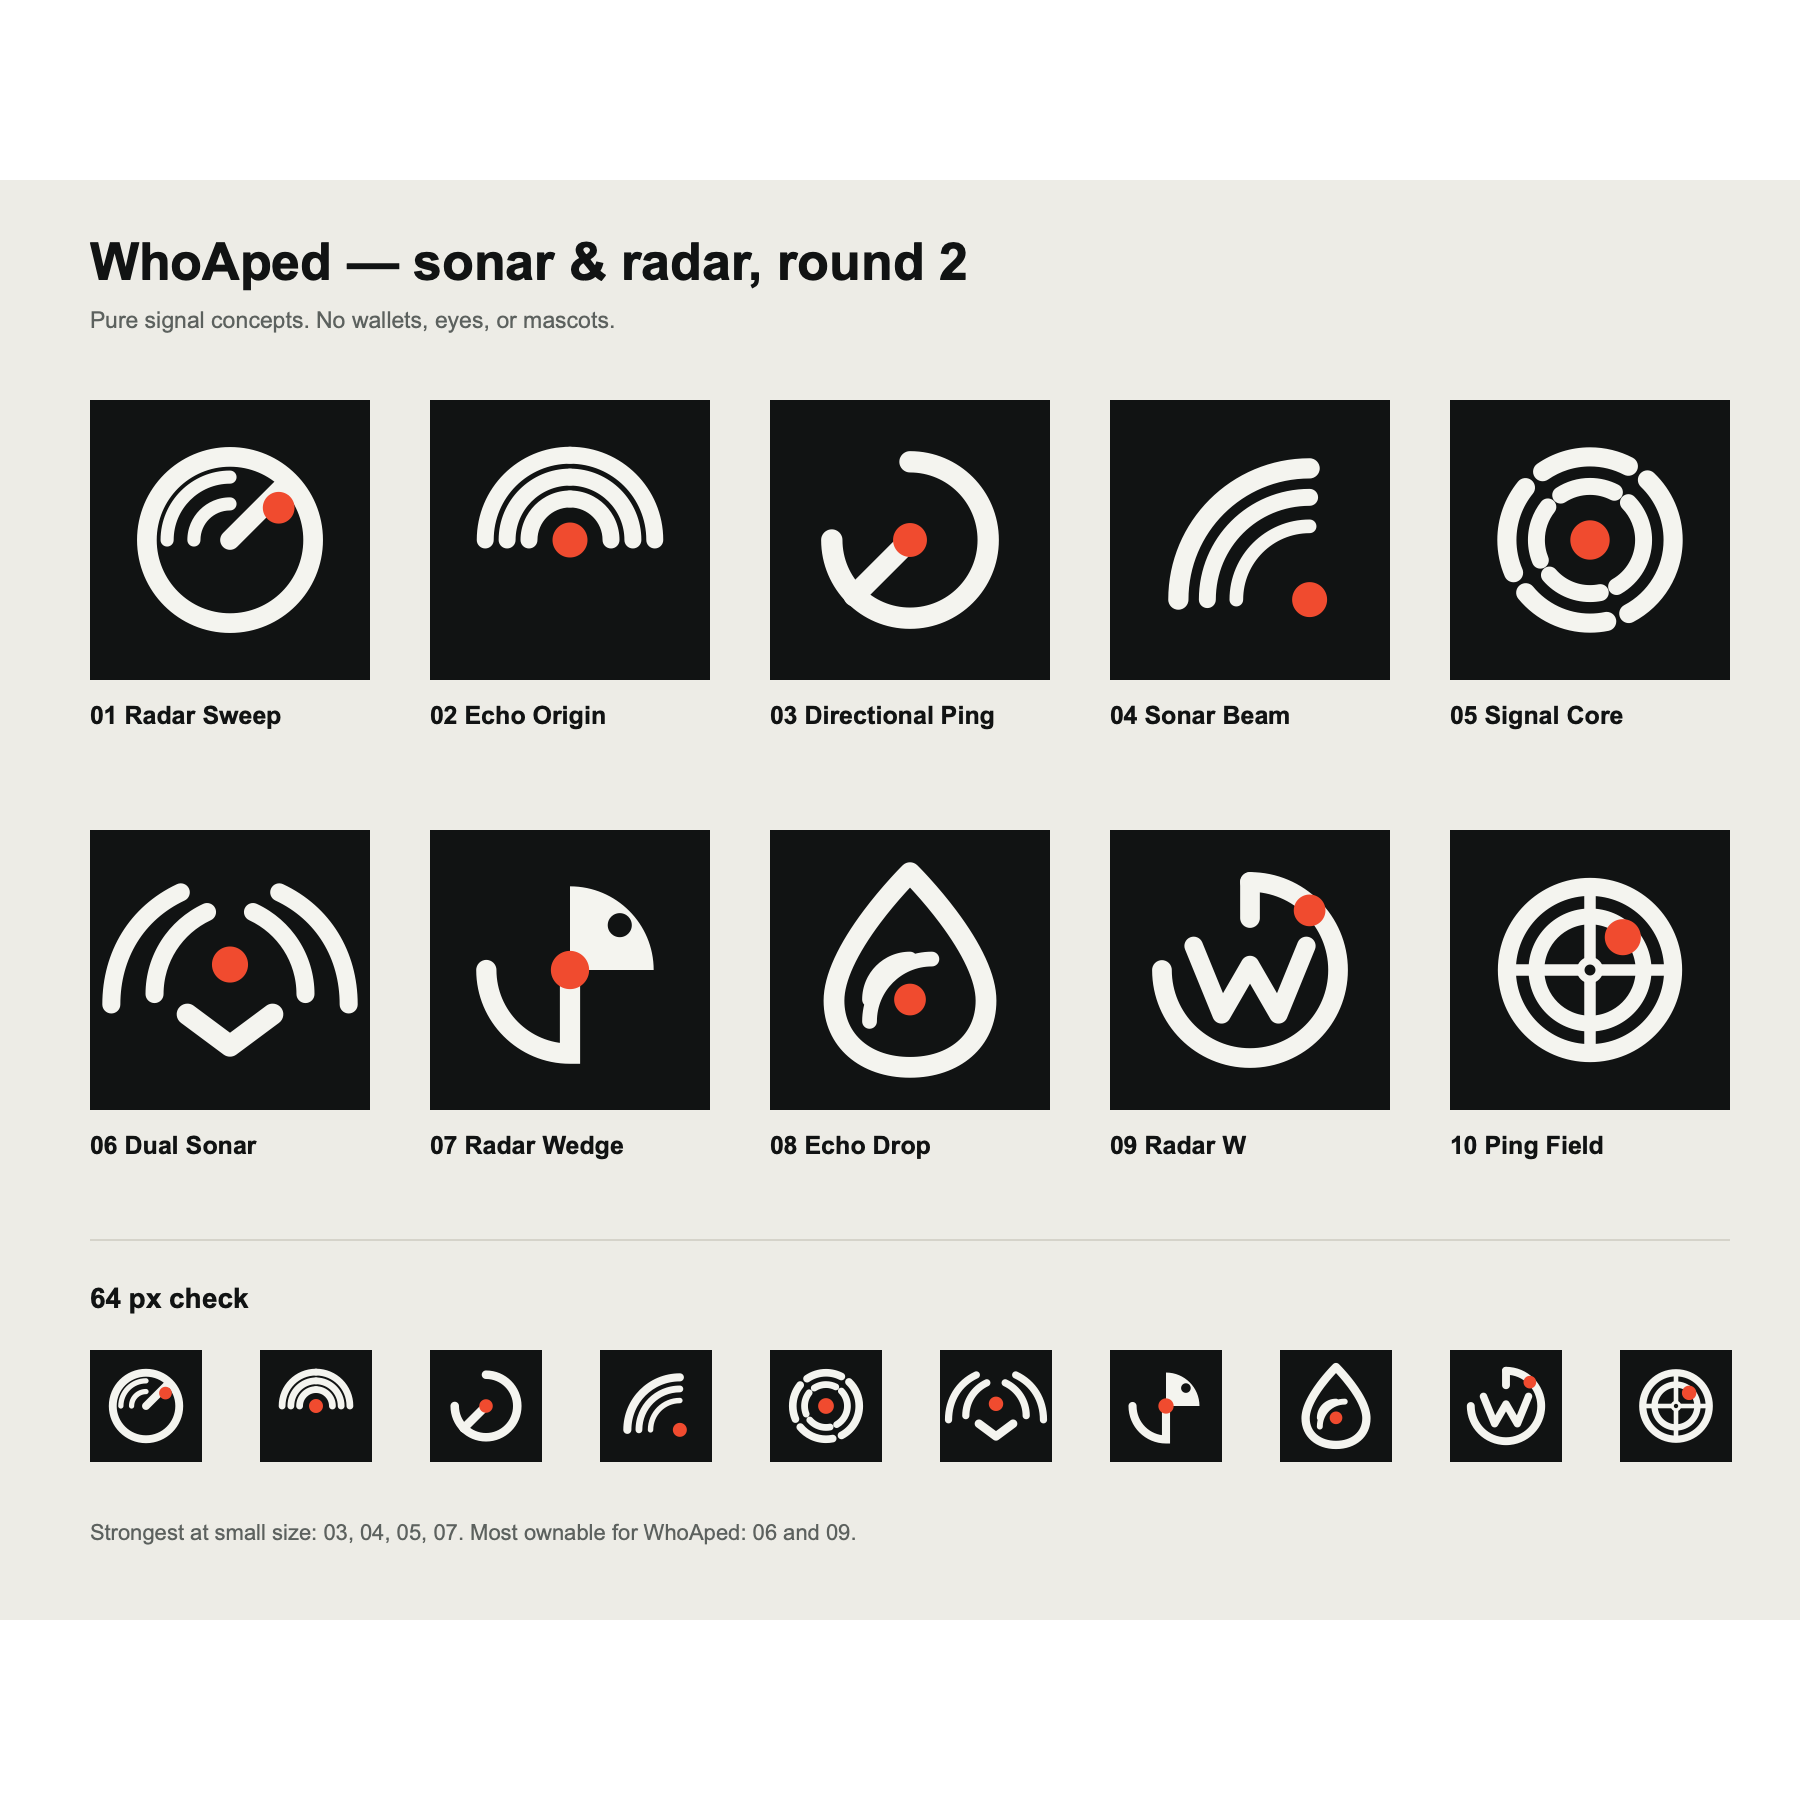 WhoAped — sonar & radar, round 2
Pure signal concepts. No wallets, eyes, or mascots.
01 Radar Sweep
02 Echo Origin
03 Directional Ping
04 Sonar Beam
05 Signal Core
W
06 Dual Sonar
07 Radar Wedge
08 Echo Drop
09 Radar W
10 Ping Field
64 px check
W
Strongest at small size: 03, 04, 05, 07. Most ownable for WhoAped: 06 and 09.